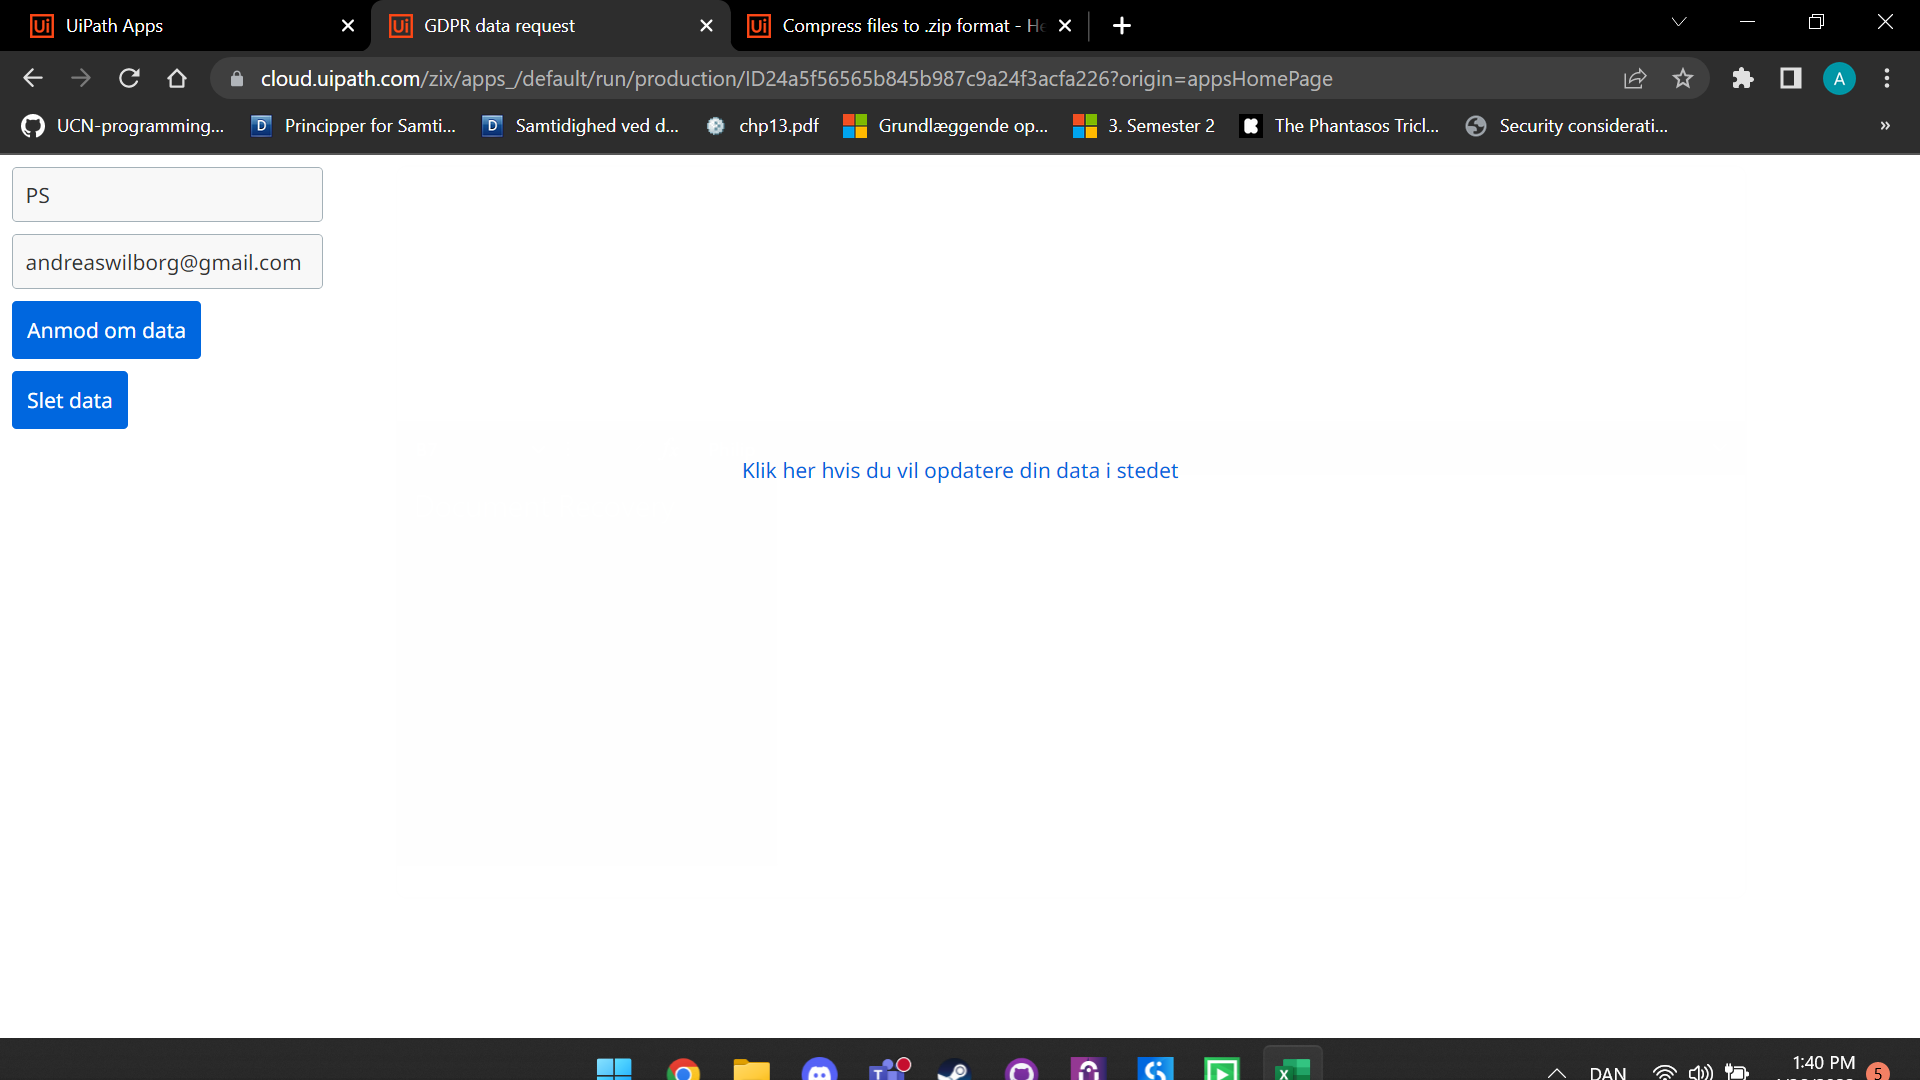 UiPath Apps
GDPR data request
Compress files to .zip format - He
cloud.uipath.com/zix/apps_/default/run/production/ID24a5f56565b845b987c9a24f3acfa226?origin=appsHomePage
A
UCN-programming...
Principper for Samti...
Samtidighed ved d...
chp13.pdf
Grundlæggende op...
3. Semester 2
The Phantasos Tricl...
Security considerati...
»
PS
andreaswilborg@gmail.com
Anmod om data
Slet data
Klik her hvis du vil opdatere din data i stedet
DAN
1:40 PM
5